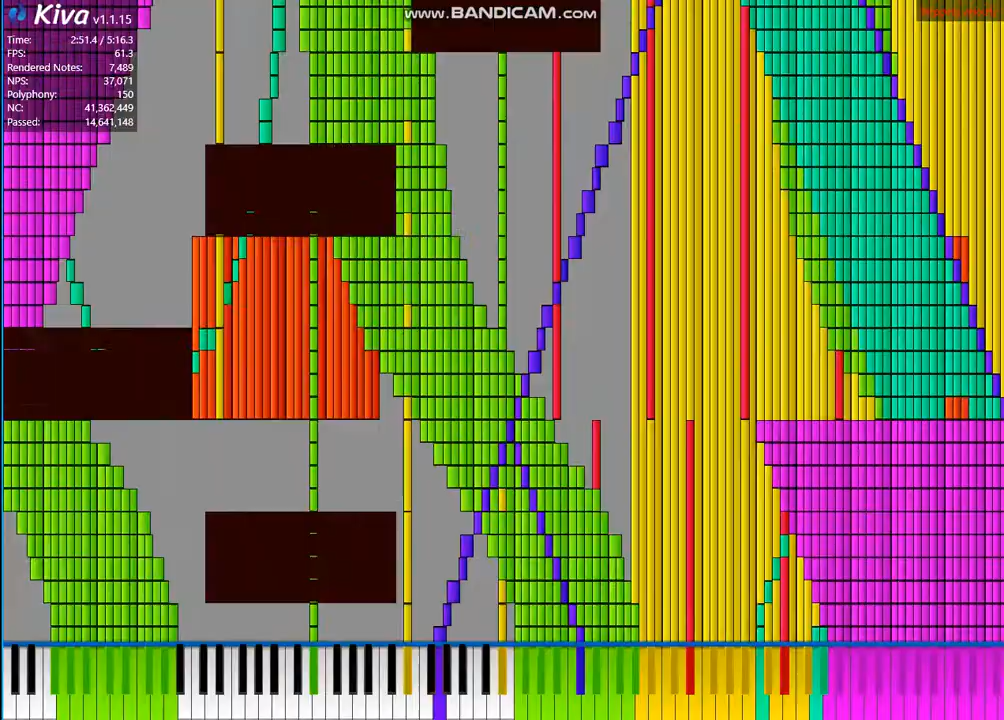 Kiva v1.1.15
www.BANDICAM.com
Time: 2:51.4 / 5:16.3
FPS: 61.3
Rendered Notes: 7,489
NPS: 37,071
Polyphony: 150
NC: 41,362,449
Passed: 14,641,148